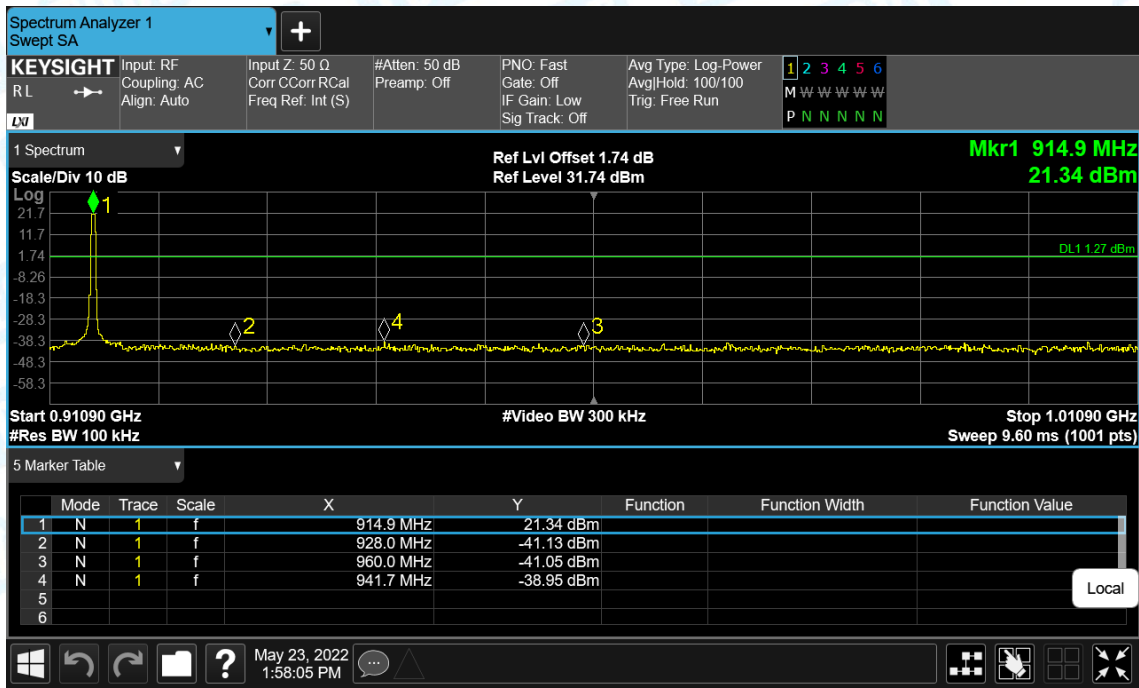 Spectrum Analyzer 1
Swept SA
KEYSIGHT
R L
LXI
Input: RF
Coupling: AC
Align: Auto
Input Z: 50 Ω
Corr CCorr RCal
Freq Ref: Int (S)
#Atten: 50 dB
Preamp: Off
PNO: Fast
Gate: Off
IF Gain: Low
Sig Track: Off
Avg Type: Log-Power
Avg|Hold: 100/100
Trig: Free Run
1 2 3 4 5 6
M W W W W W
P N N N N N
1 Spectrum
Scale/Div 10 dB
Ref Lvl Offset 1.74 dB
Ref Level 31.74 dBm
Mkr1 914.9 MHz
21.34 dBm
Log
21.7
11.7
1.74
-8.26
-18.3
-28.3
-38.3
-48.3
-58.3
1
2
4
3
DL1 1.27 dBm
Start 0.91090 GHz
#Video BW 300 kHz
Stop 1.01090 GHz
#Res BW 100 kHz
Sweep 9.60 ms (1001 pts)
5 Marker Table
Mode Trace Scale X Y Function Function Width Function Value
1 N 1 f 914.9 MHz 21.34 dBm
2 N 1 f 928.0 MHz -41.13 dBm
3 N 1 f 960.0 MHz -41.05 dBm
4 N 1 f 941.7 MHz -38.95 dBm
5
6
Local
?
May 23, 2022
1:58:05 PM